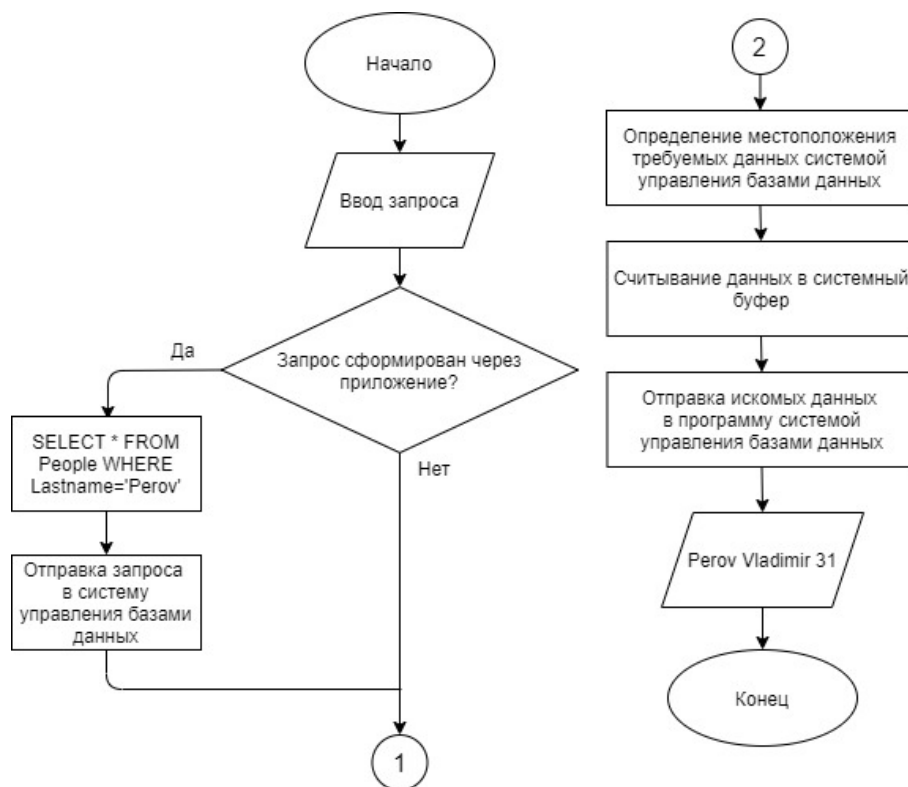 Начало
Ввод запроса
Запрос сформирован через
приложение?
Да
Нет
SELECT * FROM
People WHERE
Lastname='Perov'
Отправка запроса
в систему
управления базами
данных
1
2
Определение местоположения
требуемых данных системой
управления базами данных
Считывание данных в системный
буфер
Отправка искомых данных
в программу системой
управления базами данных
Perov Vladimir 31
Конец